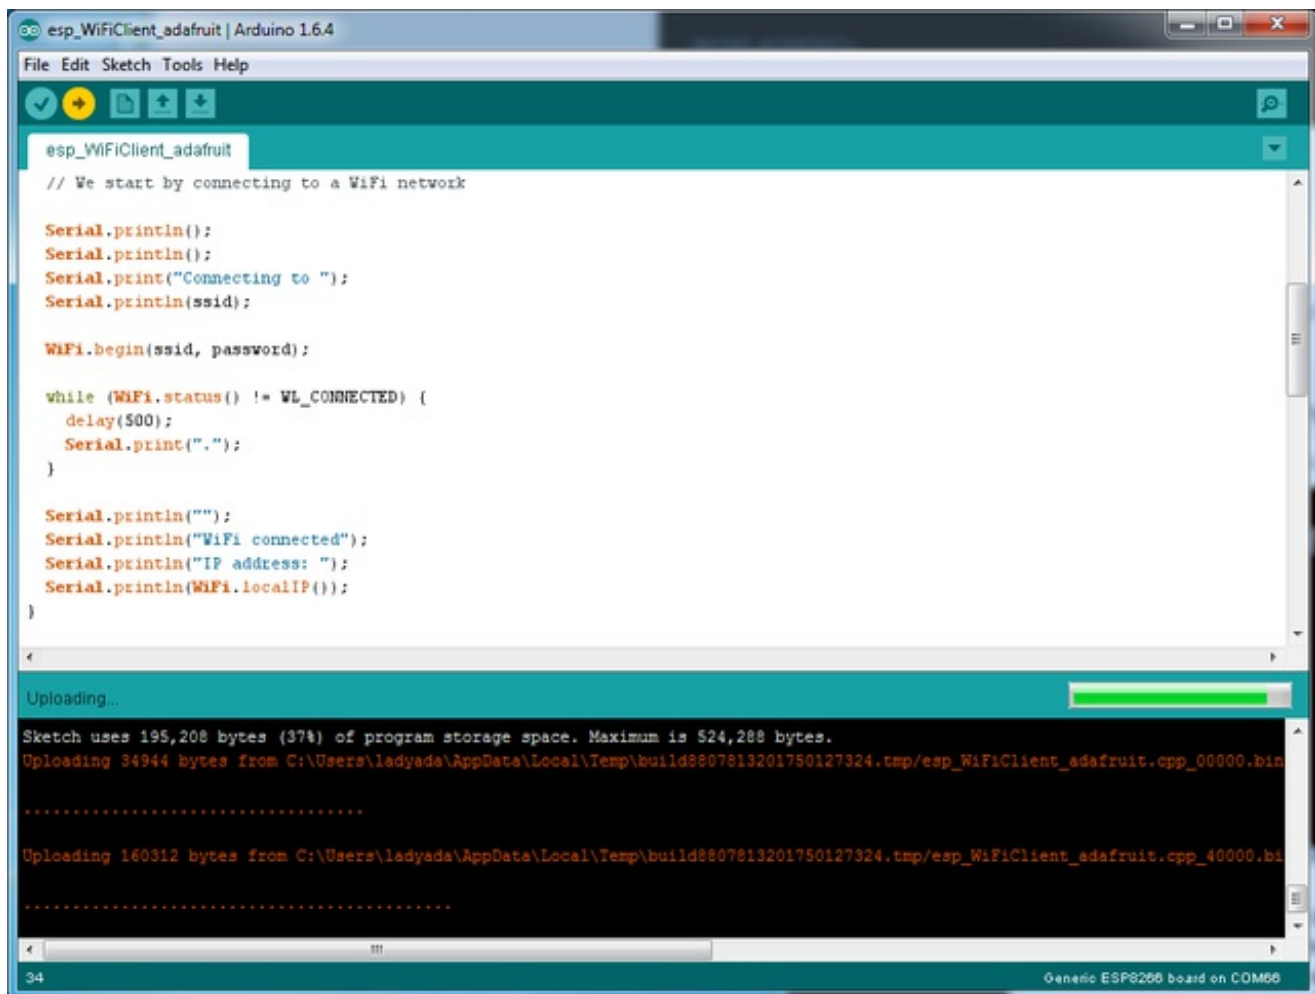 esp_WiFiClient_adafruit | Arduino 1.6.4
File Edit Sketch Tools Help
esp_WiFiClient_adafruit
// We start by connecting to a WiFi network
Serial.println();
Serial.println();
Serial.print("Connecting to ");
Serial.println(ssid);
WiFi.begin(ssid, password);
while (WiFi.status() != WL_CONNECTED) {
delay(500);
Serial.print(".");
}
Serial.println("");
Serial.println("WiFi connected");
Serial.println("IP address: ");
Serial.println(WiFi.localIP());
}
Uploading...
Sketch uses 195,208 bytes (37%) of program storage space. Maximum is 524,288 bytes.
Uploading 34944 bytes from C:\Users\ladyada\AppData\Local\Temp\build8807813201750127324.tmp/esp_WiFiClient_adafruit.cpp_00000.bin
...................................
Uploading 160312 bytes from C:\Users\ladyada\AppData\Local\Temp\build8807813201750127324.tmp/esp_WiFiClient_adafruit.cpp_40000.bi
............................................
34
Generic ESP8266 board on COM66